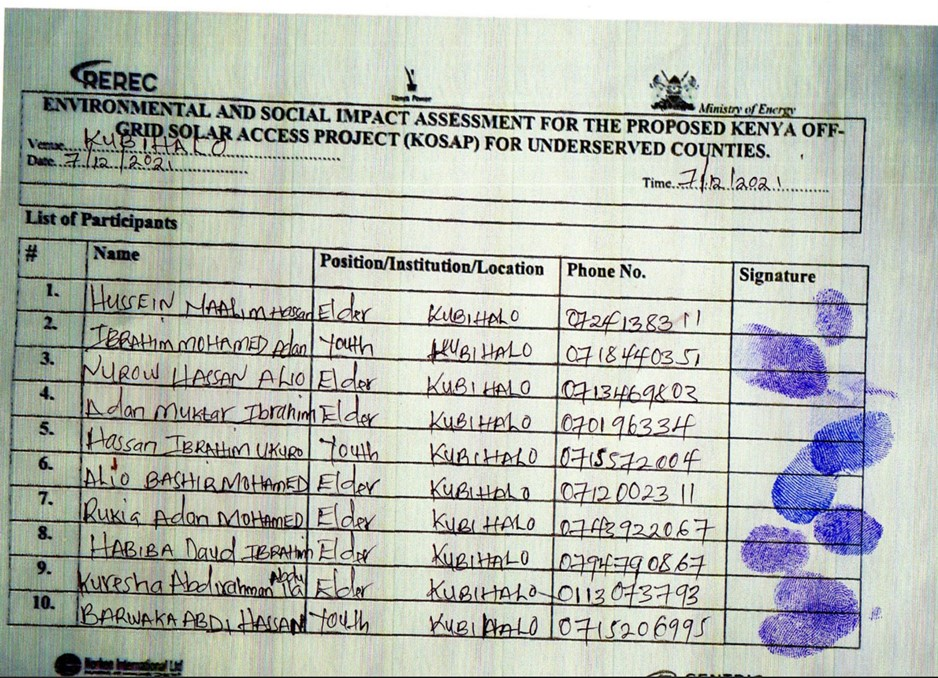 REREC
Ministry of Energy
ENVIRONMENTAL AND SOCIAL IMPACT ASSESSMENT FOR THE PROPOSED KENYA OFF-
GRID SOLAR ACCESS PROJECT (KOSAP) FOR UNDERSERVED COUNTIES.
Venue KUBIHALO
Date 7/12/2021
Time 7/12/2021
List of Participants
# Name Position/Institution/Location Phone No. Signature
1. HUSSEIN MAALIM Hassan Elder KUBIHALO 0724138311
2. IBRAHIM MOHAMED Adan Youth KUBIHALO 0718440351
3. NUROW HASSAN ALIO Elder KUBIHALO 0713469803
4. Adan Muktar Ibrahim Elder KUBIHALO 070196334
5. Hassan IBRAHIM UKURO Youth KUBIHALO 0715572004
6. ALIO BASHIR MOHAMED Elder KUBIHALO 0712002311
7. Rukia Adan MOHAMED Elder KUBIHALO 0743922067
8. HABIBA Daud IBRAHIM Elder KUBIHALO 0794790867
9. Kuresha Abdirahman Elder KUBIHALO 0113073793
10. BARWAKA ABDI HASSAN Youth KUBIHALO 0715206995
International Ltd